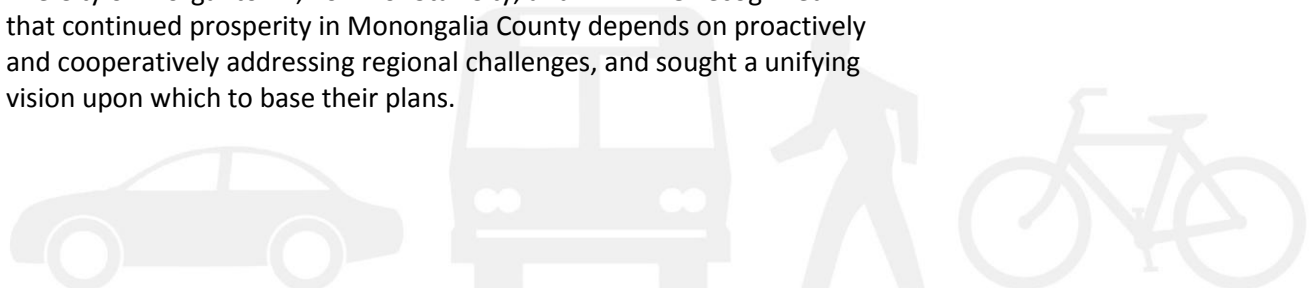 that continued prosperity in Monongalia County depends on proactively
and cooperatively addressing regional challenges, and sought a unifying
vision upon which to base their plans.